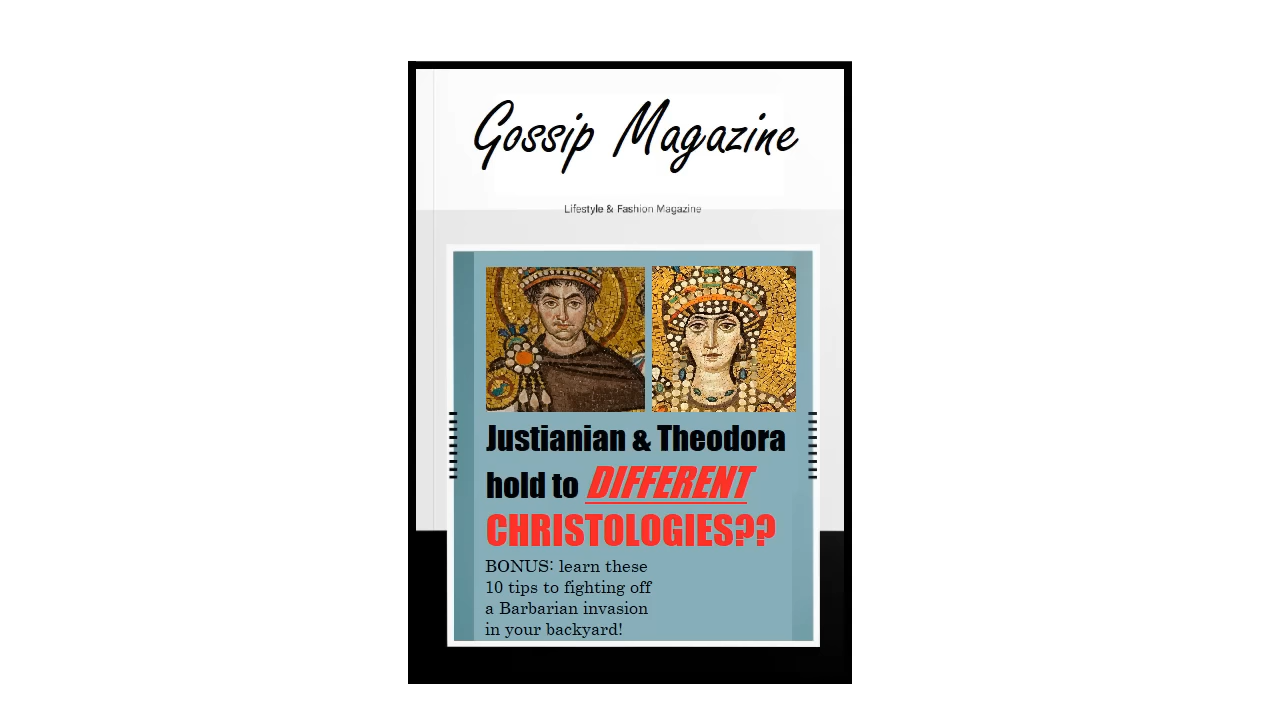 Gossip Magazine
Lifestyle & Fashion Magazine
Justianian & Theodora
hold to DIFFERENT
CHRISTOLOGIES??
BONUS: learn these
10 tips to fighting off
a Barbarian invasion
in your backyard!